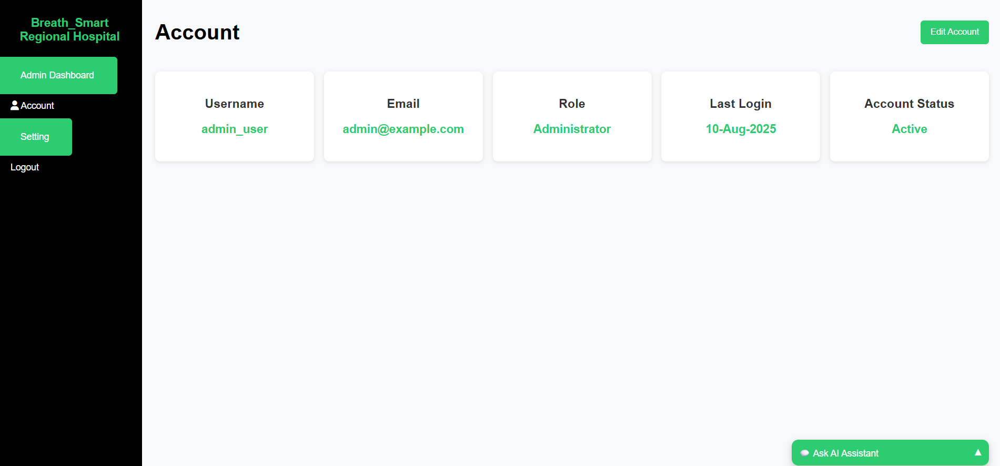 Breath_Smart
Regional Hospital
Admin Dashboard
Account
Setting
Logout
Account
Edit Account
Username
admin_user
Email
admin@example.com
Role
Administrator
Last Login
10-Aug-2025
Account Status
Active
Ask AI Assistant